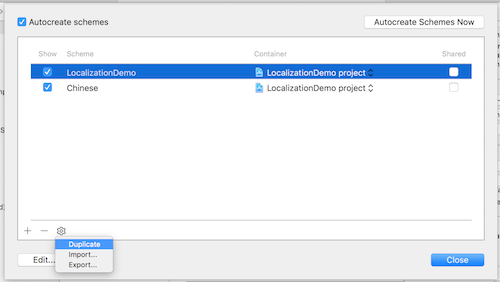 Autocreate schemes
Autocreate Schemes Now
Show Scheme Container Shared
LocalizationDemo LocalizationDemo project
Chinese LocalizationDemo project
Duplicate
Import...
Export...
Edit...
Close